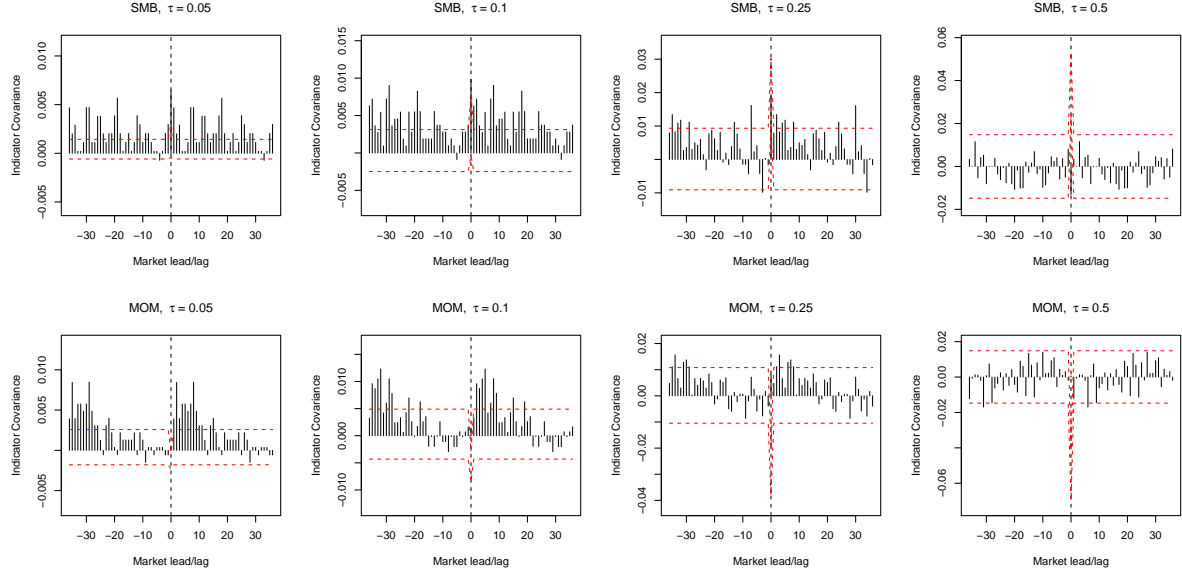 SMB, τ = 0.05
Indicator Covariance
−0.005 0.000 0.005 0.010
−30 −20 −10 0 10 20 30
Market lead/lag
SMB, τ = 0.1
Indicator Covariance
−0.005 0.000 0.005 0.010 0.015
−30 −20 −10 0 10 20 30
Market lead/lag
SMB, τ = 0.25
Indicator Covariance
−0.01 0.01 0.02 0.03
−30 −20 −10 0 10 20 30
Market lead/lag
SMB, τ = 0.5
Indicator Covariance
−0.02 0.00 0.02 0.04 0.06
−30 −20 −10 0 10 20 30
Market lead/lag
MOM, τ = 0.05
Indicator Covariance
−0.005 0.000 0.010
−30 −20 −10 0 10 20 30
Market lead/lag
MOM, τ = 0.1
Indicator Covariance
−0.010 0.000 0.010
−30 −20 −10 0 10 20 30
Market lead/lag
MOM, τ = 0.25
Indicator Covariance
−0.04 −0.02 0.00 0.02
−30 −20 −10 0 10 20 30
Market lead/lag
MOM, τ = 0.5
Indicator Covariance
−0.06 −0.02 0.02
−30 −20 −10 0 10 20 30
Market lead/lag